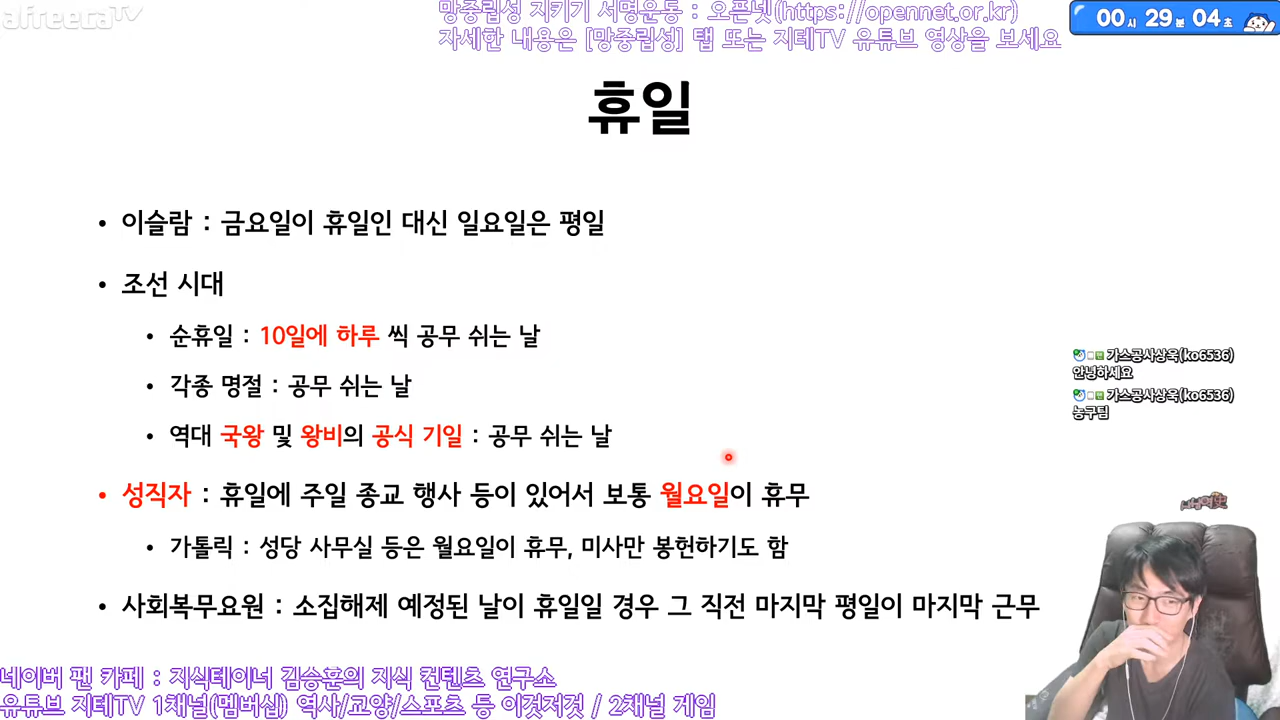 afreecaTV
망중립성 지키기 서명운동 : 오픈넷(https://opennet.or.kr)
자세한 내용은 [망중립성] 탭 또는 지테TV 유튜브 영상을 보세요
00시 29분 04초
휴일
• 이슬람 : 금요일이 휴일인 대신 일요일은 평일
• 조선 시대
• 순휴일 : 10일에 하루 씩 공무 쉬는 날
• 각종 명절 : 공무 쉬는 날
• 역대 국왕 및 왕비의 공식 기일 : 공무 쉬는 날
• 성직자 : 휴일에 주일 종교 행사 등이 있어서 보통 월요일이 휴무
• 가톨릭 : 성당 사무실 등은 월요일이 휴무, 미사만 봉헌하기도 함
• 사회복무요원 : 소집해제 예정된 날이 휴일일 경우 그 직전 마지막 평일이 마지막 근무
가스공사상욱(ko6536)
안녕하세요
가스공사상욱(ko6536)
농구팀
네이버 팬 카페 : 지식테이너 김승훈의 지식 컨텐츠 연구소
유튜브 지테TV 1채널(멤버십) 역사/교양/스포츠 등 이것저것 / 2채널 게임